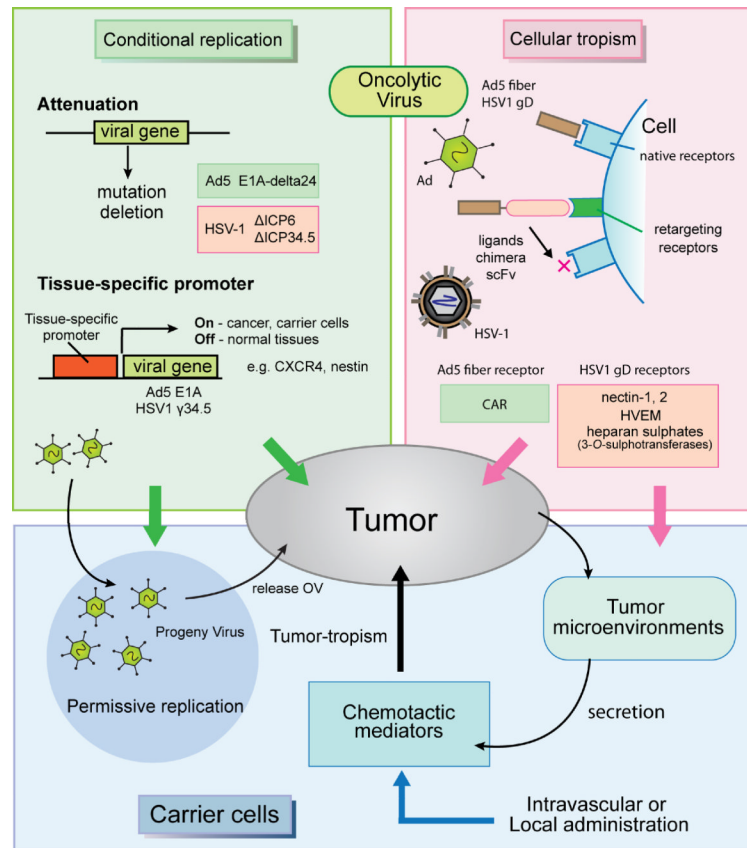 Conditional replication
Attenuation
viral gene
mutation
deletion
Ad5 E1A-delta24
HSV-1
ΔICP6
ΔICP34.5
Tissue-specific promoter
Tissue-specific
promoter
On - cancer, carrier cells
Off - normal tissues
viral gene
e.g. CXCR4, nestin
Ad5 E1
HSV1 γ34.5
Oncolytic
Virus
Cellular tropism
Ad5 fiber
HSV1 gD
Cell
native receptors
Ad
retargeting
receptors
ligands
chimera
scFv
HSV-1
Ad5 fiber receptor
CAR
HSV1 gD receptors
nectin-1, 2
HVEM
heparan sulphates
(3-O-sulphotransferases)
Tumor
release OV
Progeny Virus
Permissive replication
Tumor-tropism
Tumor
microenvironments
secretion
Chemotactic
mediators
Carrier cells
Intravascular or
Local administration